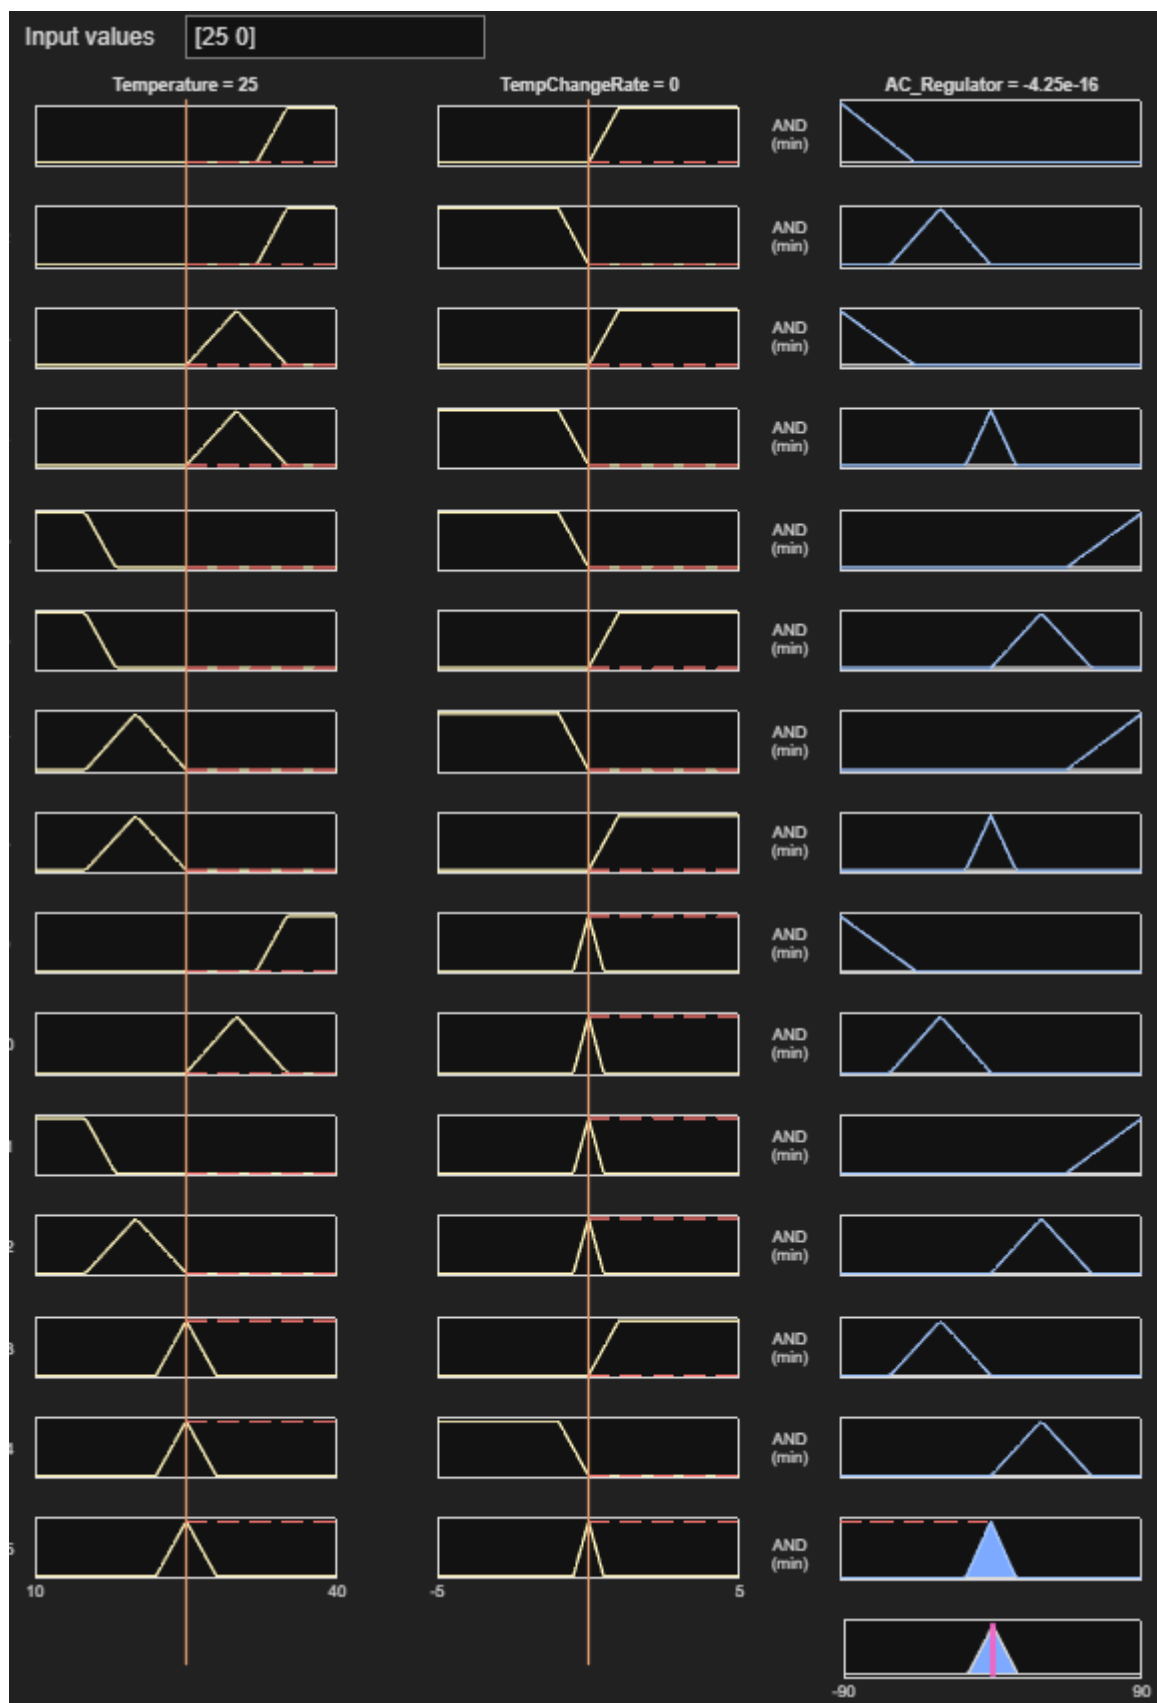 Input values [25 0]
Temperature = 25 TempChangeRate = 0 AC_Regulator = -4.25e-16
AND
(min)
AND
(min)
AND
(min)
AND
(min)
AND
(min)
AND
(min)
AND
(min)
AND
(min)
AND
(min)
AND
(min)
AND
(min)
AND
(min)
AND
(min)
AND
(min)
AND
(min)
10 40 -5 5
-90 90